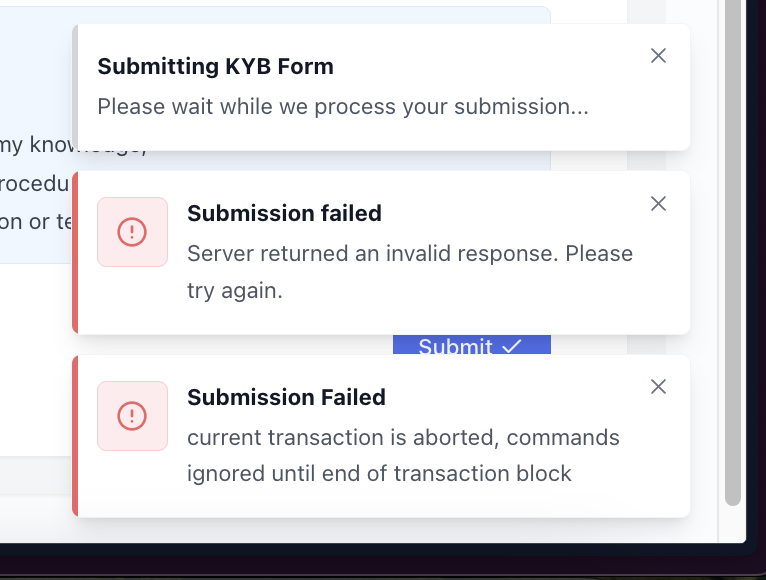 Submitting KYB Form
Please wait while we process your submission...
my knowledge,
rocedu
on or te
Submission failed
Server returned an invalid response. Please
try again.
Submit
Submission Failed
current transaction is aborted, commands
ignored until end of transaction block